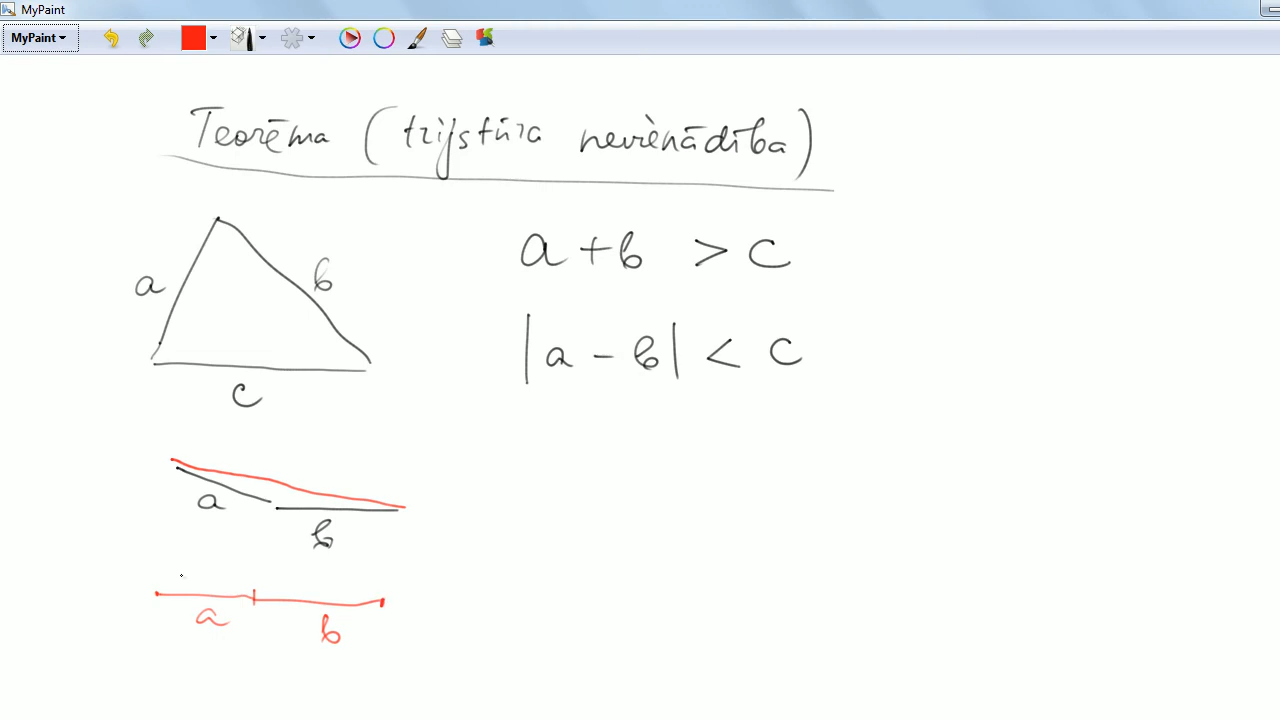 MyPaint
MyPaint
Teorēma (trijstūra nevienādība)
a + b > c
a
b
|a - b| < c
c
a
b
a
b